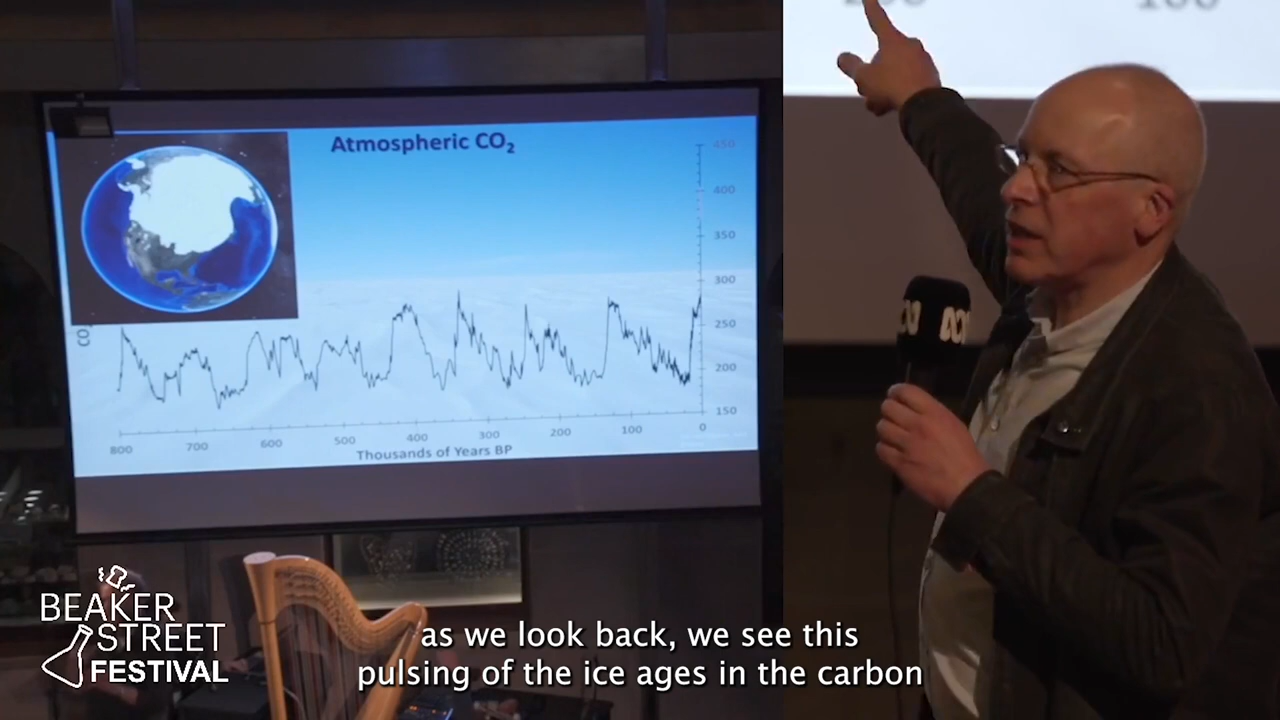 Atmospheric CO₂
450
400
350
300
250
200
150
CO
800 700 600 500 400 300 200 100 0
Thousands of Years BP
ABC
BEAKER
STREET
FESTIVAL
as we look back, we see this
pulsing of the ice ages in the carbon